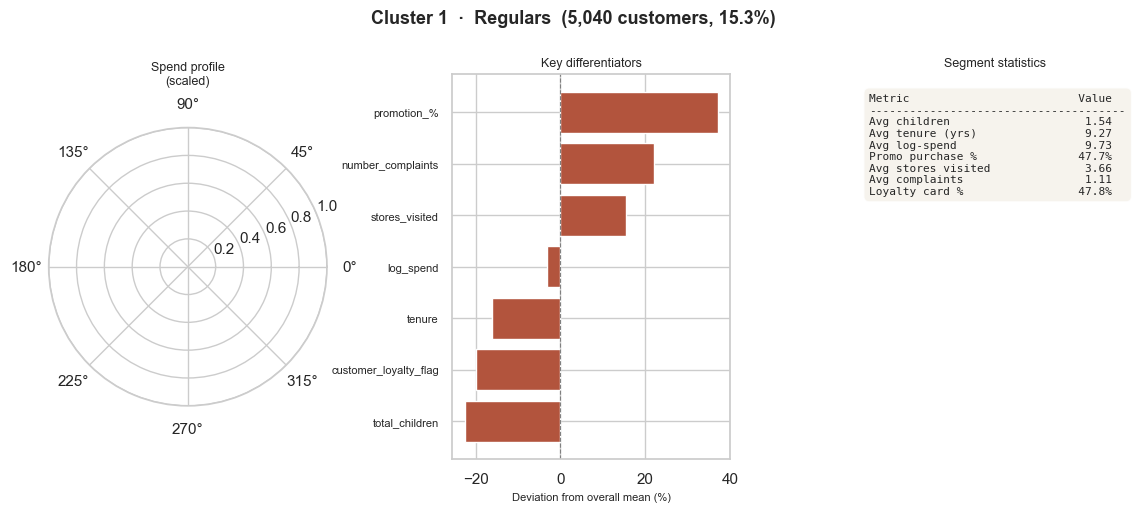 Cluster 1 · Regulars (5,040 customers, 15.3%)
Spend profile
(scaled)
90°
135°
45°
1.0
0.8
0.6
0.4
0.2
180°
0°
225°
315°
270°
Key differentiators
promotion_%
number_complaints
stores_visited
log_spend
tenure
customer_loyalty_flag
total_children
−20 0 20 40
Deviation from overall mean (%)
Segment statistics
Metric Value
--------------------------------------
Avg children 1.54
Avg tenure (yrs) 9.27
Avg log-spend 9.73
Promo purchase % 47.7%
Avg stores visited 3.66
Avg complaints 1.11
Loyalty card % 47.8%